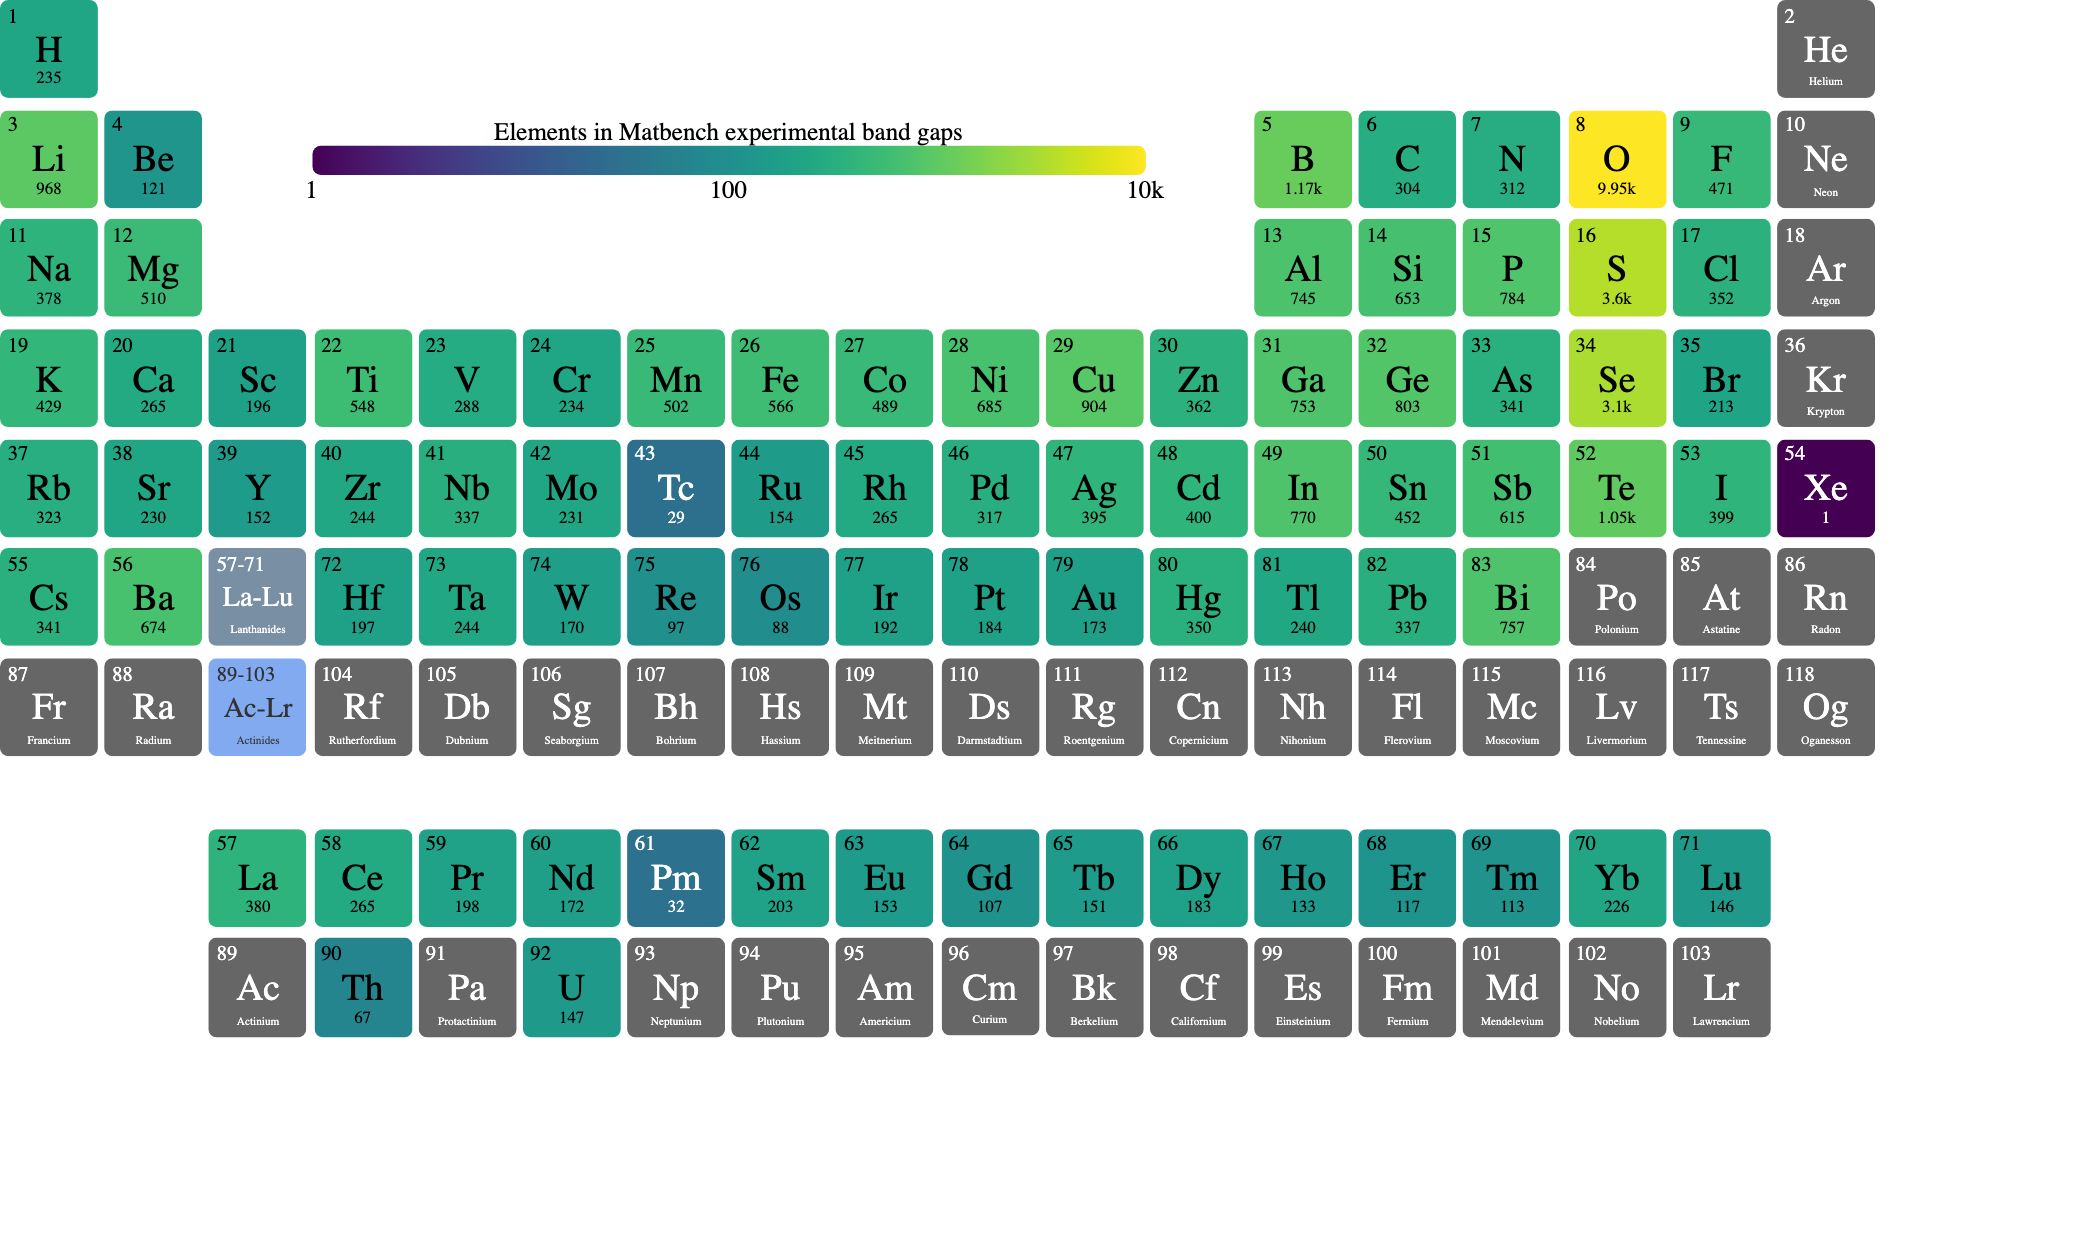 1
H
235
2
He
Helium
Elements in Matbench experimental band gaps
1
100
10k
3
Li
968
4
Be
121
5
B
1.17k
6
C
304
7
N
312
8
O
9.95k
9
F
471
10
Ne
Neon
11
Na
378
12
Mg
510
13
Al
745
14
Si
653
15
P
784
16
S
3.6k
17
Cl
352
18
Ar
Argon
19
K
429
20
Ca
265
21
Sc
196
22
Ti
548
23
V
288
24
Cr
234
25
Mn
502
26
Fe
566
27
Co
489
28
Ni
685
29
Cu
904
30
Zn
362
31
Ga
753
32
Ge
803
33
As
341
34
Se
3.1k
35
Br
213
36
Kr
Krypton
37
Rb
323
38
Sr
230
39
Y
152
40
Zr
244
41
Nb
337
42
Mo
231
43
Tc
29
44
Ru
154
45
Rh
265
46
Pd
317
47
Ag
395
48
Cd
400
49
In
770
50
Sn
452
51
Sb
615
52
Te
1.05k
53
I
399
54
Xe
1
55
Cs
341
56
Ba
674
57-71
La-Lu
Lanthanides
72
Hf
197
73
Ta
244
74
W
170
75
Re
97
76
Os
88
77
Ir
192
78
Pt
184
79
Au
173
80
Hg
350
81
Tl
240
82
Pb
337
83
Bi
757
84
Po
Polonium
85
At
Astatine
86
Rn
Radon
87
Fr
Francium
88
Ra
Radium
89-103
Ac-Lr
Actinides
104
Rf
Rutherfordium
105
Db
Dubnium
106
Sg
Seaborgium
107
Bh
Bohrium
108
Hs
Hassium
109
Mt
Meitnerium
110
Ds
Darmstadtium
111
Rg
Roentgenium
112
Cn
Copernicium
113
Nh
Nihonium
114
Fl
Flerovium
115
Mc
Moscovium
116
Lv
Livermorium
117
Ts
Tennessine
118
Og
Oganesson
57
La
380
58
Ce
265
59
Pr
198
60
Nd
172
61
Pm
32
62
Sm
203
63
Eu
153
64
Gd
107
65
Tb
151
66
Dy
183
67
Ho
133
68
Er
117
69
Tm
113
70
Yb
226
71
Lu
146
89
Ac
Actinium
90
Th
67
91
Pa
Protactinium
92
U
147
93
Np
Neptunium
94
Pu
Plutonium
95
Am
Americium
96
Cm
Curium
97
Bk
Berkelium
98
Cf
Californium
99
Es
Einsteinium
100
Fm
Fermium
101
Md
Mendelevium
102
No
Nobelium
103
Lr
Lawrencium